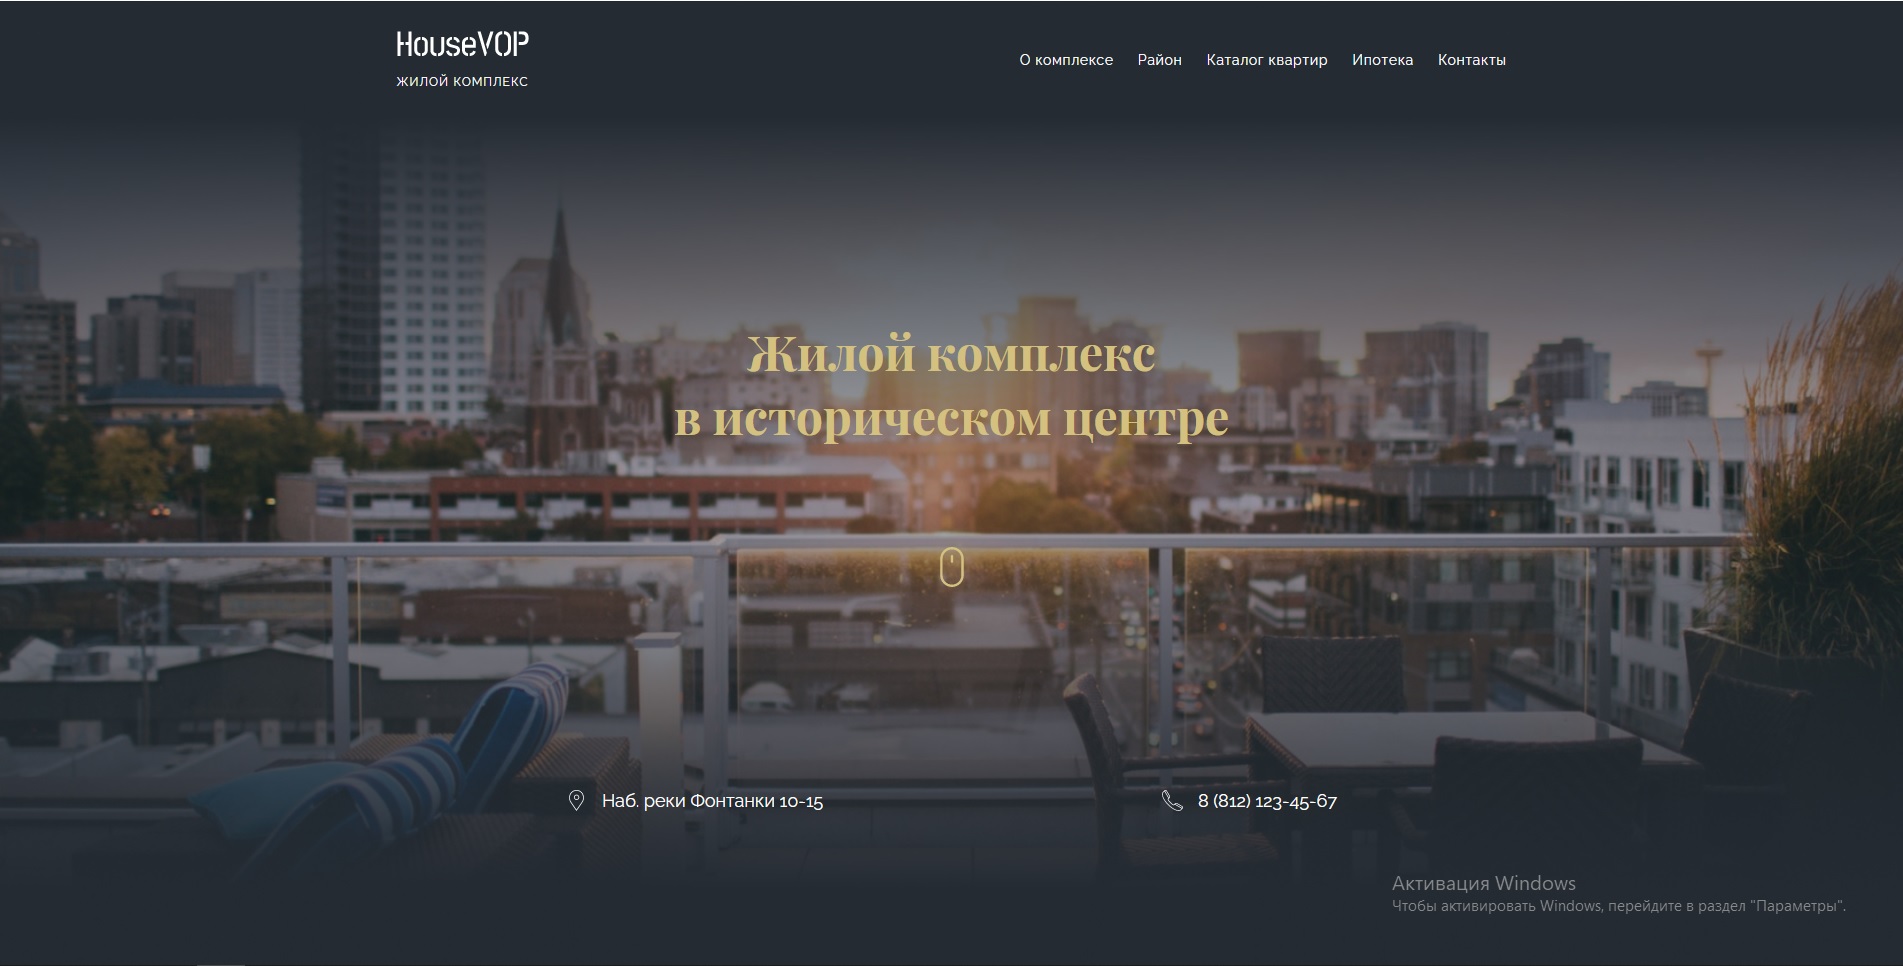 HouseVOP
ЖИЛОЙ КОМПЛЕКС
О комплексе Район Каталог квартир Ипотека Контакты
Жилой комплекс
в историческом центре
Наб. реки Фонтанки 10-15
8 (812) 123-45-67
Активация Windows
Чтобы активировать Windows, перейдите в раздел "Параметры".